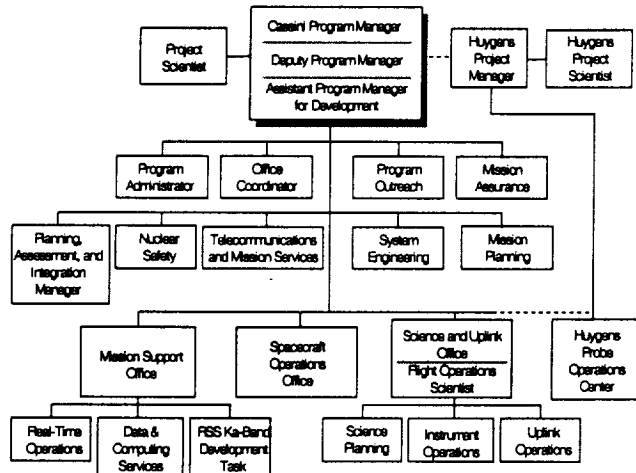 Cassini Program Manager
Deputy Program Manager
Assistant Program Manager
for Development
Project
Scientist
Huygens
Project
Manager
Huygens
Project
Scientist
Program
Administrator
Office
Coordinator
Program
Outreach
Mission
Assurance
Planning,
Assessment, and
Integration
Manager
Nuclear
Safety
Telecommunications
and Mission Services
System
Engineering
Mission
Planning
Mission Support
Office
Spacecraft
Operations
Office
Science and Uplink
Office
Flight Operations
Scientist
Huygens
Probe
Operations
Center
Real-Time
Operations
Data &
Computing
Services
RSS Ka-Band
Development
Task
Science
Planning
Instrument
Operations
Uplink
Operations